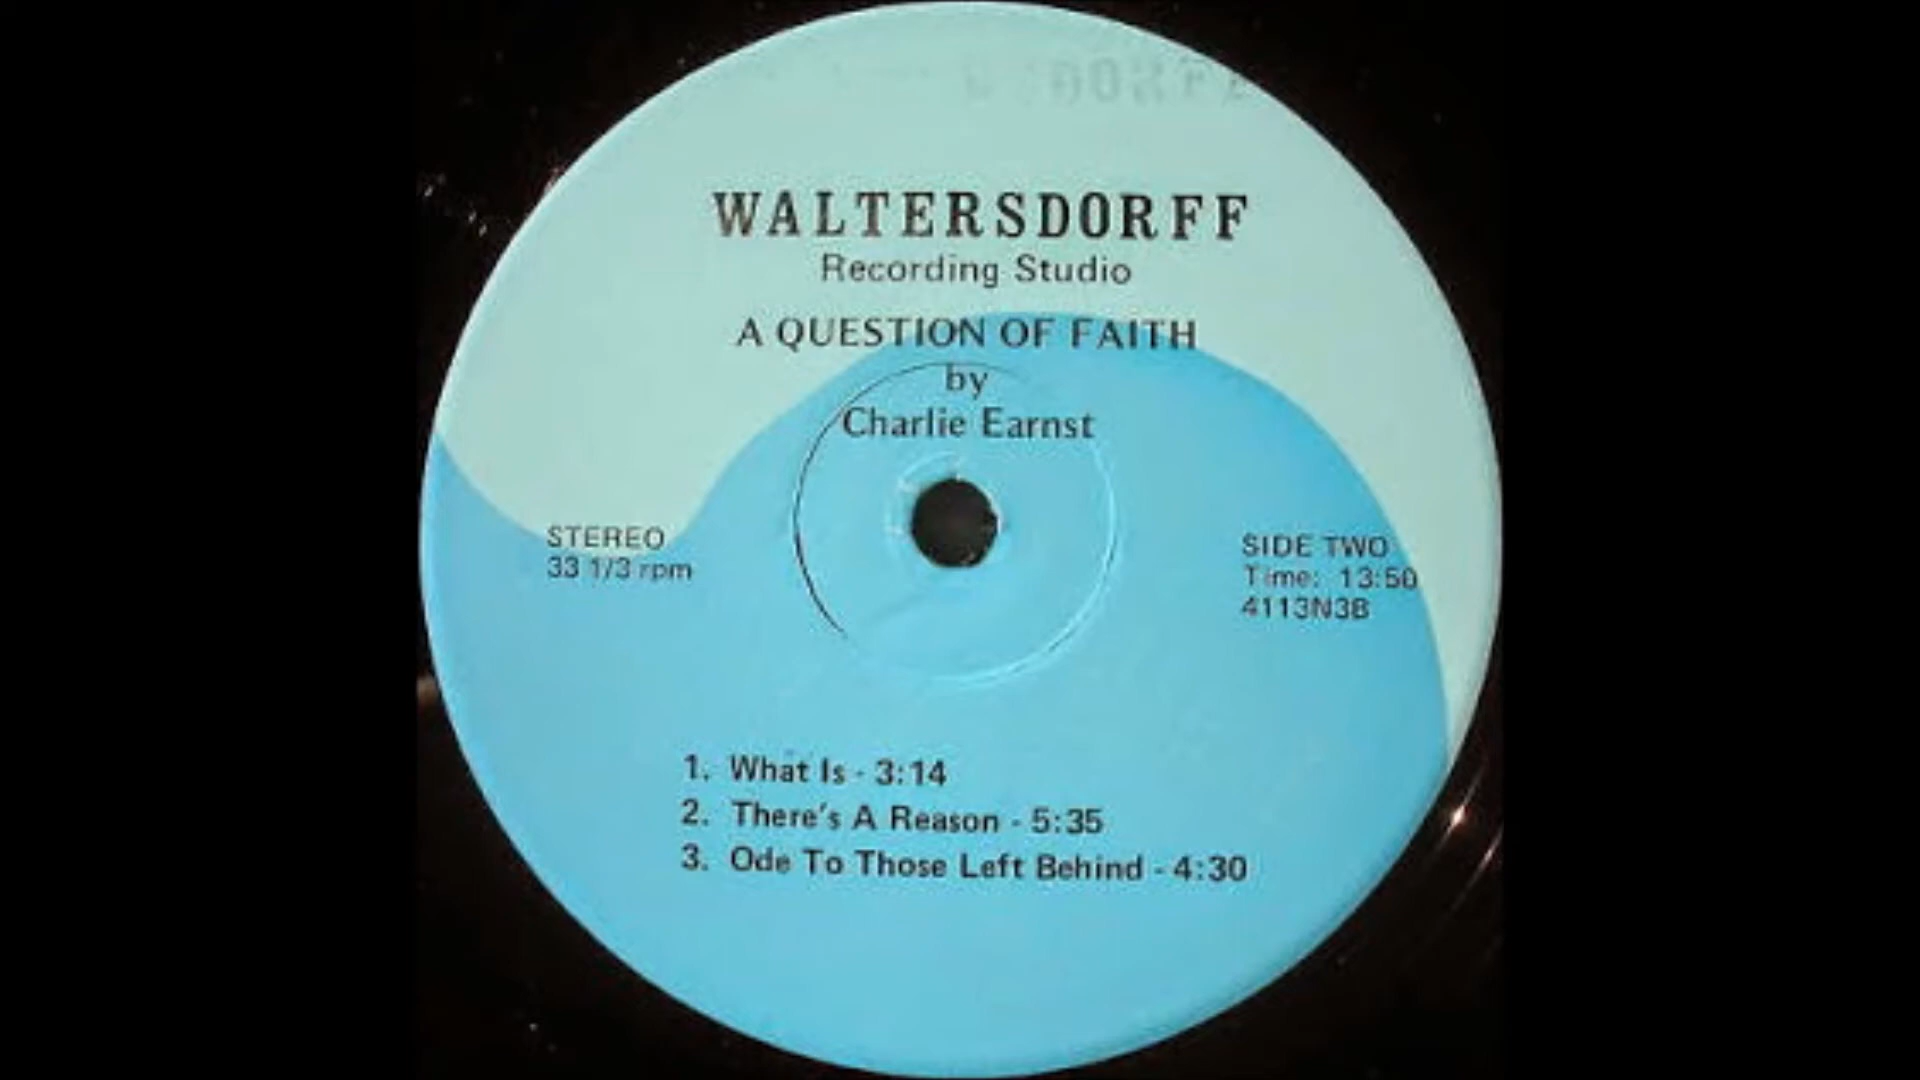 WALTERSDORFF
Recording Studio
A QUESTION OF FAITH
by
Charlie Earnst
STEREO
33 1/3 rpm
SIDE TWO
Time: 13:50
4113N3B
1. What Is - 3:14
2. There's A Reason - 5:35
3. Ode To Those Left Behind - 4:30